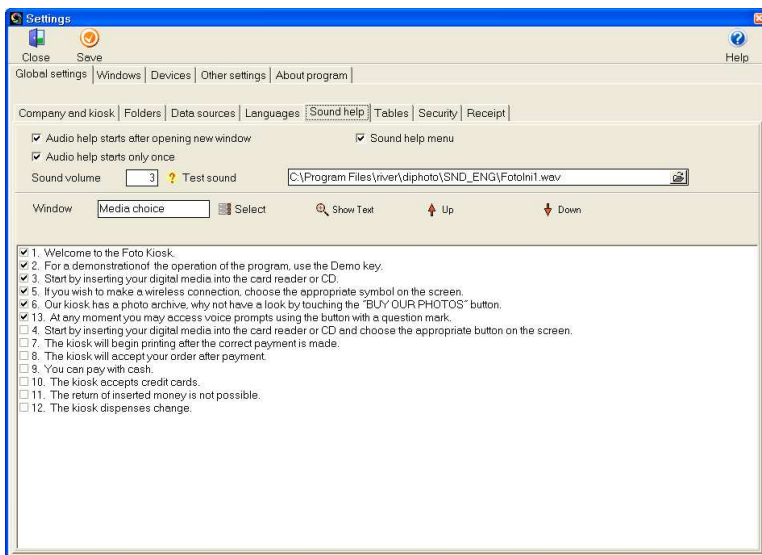 Settings
Close Save Help
Global settings Windows Devices Other settings About program
Company and kiosk Folders Data sources Languages Sound help Tables Security Receipt
Audio help starts after opening new window Sound help menu
Audio help starts only once
Sound volume 3 ? Test sound C:\Program Files\river\diphoto\SND_ENG\FotoIni1.wav
Window Media choice Select Show Text Up Down
1. Welcome to the Foto Kiosk.
2. For a demonstrationof the operation of the program, use the Demo key.
3. Start by inserting your digital media into the card reader or CD.
5. If you wish to make a wireless connection, choose the appropriate symbol on the screen.
6. Our kiosk has a photo archive, why not have a look by touching the "BUY OUR PHOTOS" button.
13. At any moment you may access voice prompts using the button with a question mark.
4. Start by inserting your digital media into the card reader or CD and choose the appropriate button on the screen.
7. The kiosk will begin printing after the correct payment is made.
8. The kiosk will accept your order after payment.
9. You can pay with cash.
10. The kiosk accepts credit cards.
11. The return of inserted money is not possible.
12. The kiosk dispenses change.